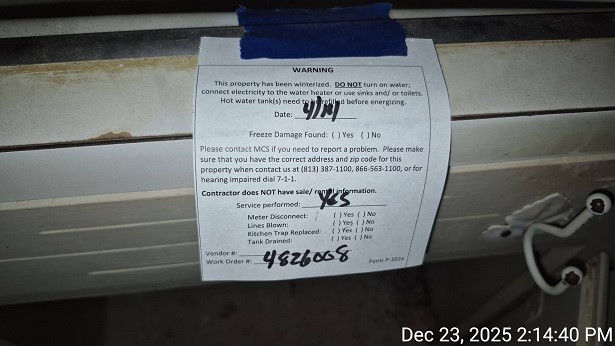 WARNING
This property has been winterized. DO NOT turn on water;
connect electricity to the water heater or use sinks and/ or toilets.
Hot water tank(s) need to be refilled before energizing.
Date:
Freeze Damage Found: ( ) Yes ( ) No
Please contact MCS if you need to report a problem. Please make
sure that you have the correct address and zip code for this
property when contact us at (813) 387-1100, 866-563-1100, or for
hearing impaired dial 7-1-1.
Contractor does NOT have sale/ rental information.
Service performed: yes
Meter Disconnect: ( ) Yes ( ) No
Lines Blown: ( ) Yes ( ) No
Kitchen Trap Replaced: ( ) Yes ( ) No
Tank Drained: ( ) Yes ( ) No
Vendor #:
Work Order #: 4826008
Form P-1026
Dec 23, 2025 2:14:40 PM